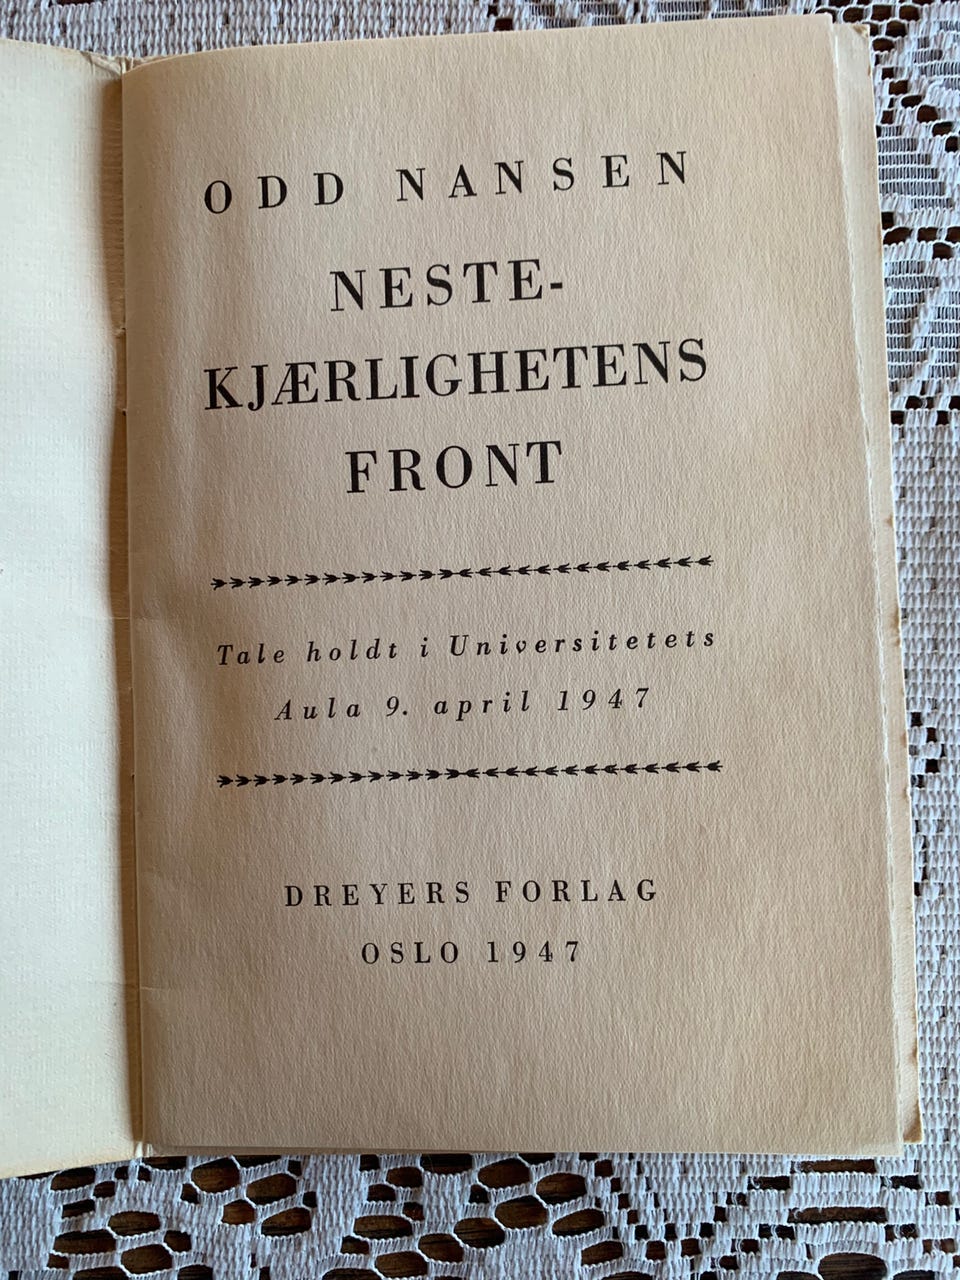 ODD NANSEN
NESTE-
KJÆRLIGHETENS
FRONT
Tale holdt i Universitetets
Aula 9. april 1947
DREYERS FORLAG
OSLO 1947